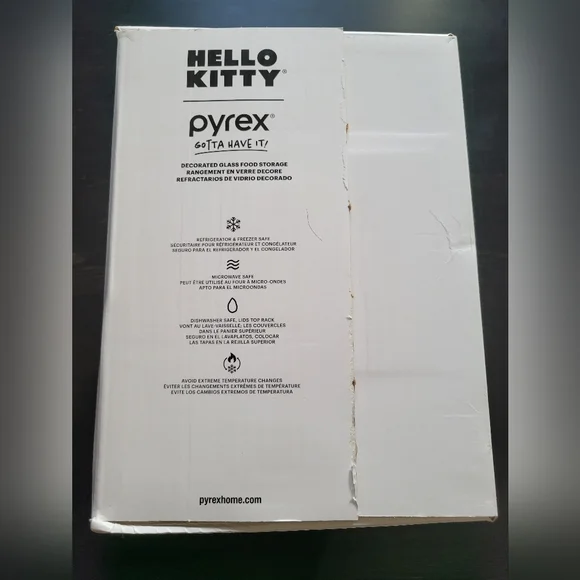 HELLO
KITTY®
pyrex®
GOTTA HAVE IT!
DECORATED GLASS FOOD STORAGE
RANGEMENT EN VERRE DECORE
REFRACTARIOS DE VIDRIO DECORADO
REFRIGERATOR & FREEZER SAFE
SÉCURITAIRE POUR RÉFRIGÉRATEUR ET CONGÉLATEUR
SEGURO PARA EL REFRIGERADOR Y EL CONGELADOR
MICROWAVE SAFE
PEUT ÊTRE UTILISÉ AU FOUR À MICRO-ONDES
APTO PARA EL MICROONDAS
DISHWASHER SAFE, LIDS TOP RACK
VONT AU LAVE-VAISSELLE, LES COUVERCLES
DANS LE PANIER SUPÉRIEUR
SEGURO EN EL LAVAPLATOS, COLOCAR
LAS TAPAS EN LA REJILLA SUPERIOR
AVOID EXTREME TEMPERATURE CHANGES
ÉVITER LES CHANGEMENTS EXTRÊMES DE TEMPÉRATURE
EVITE LOS CAMBIOS EXTREMOS DE TEMPERATURA
pyrexhome.com